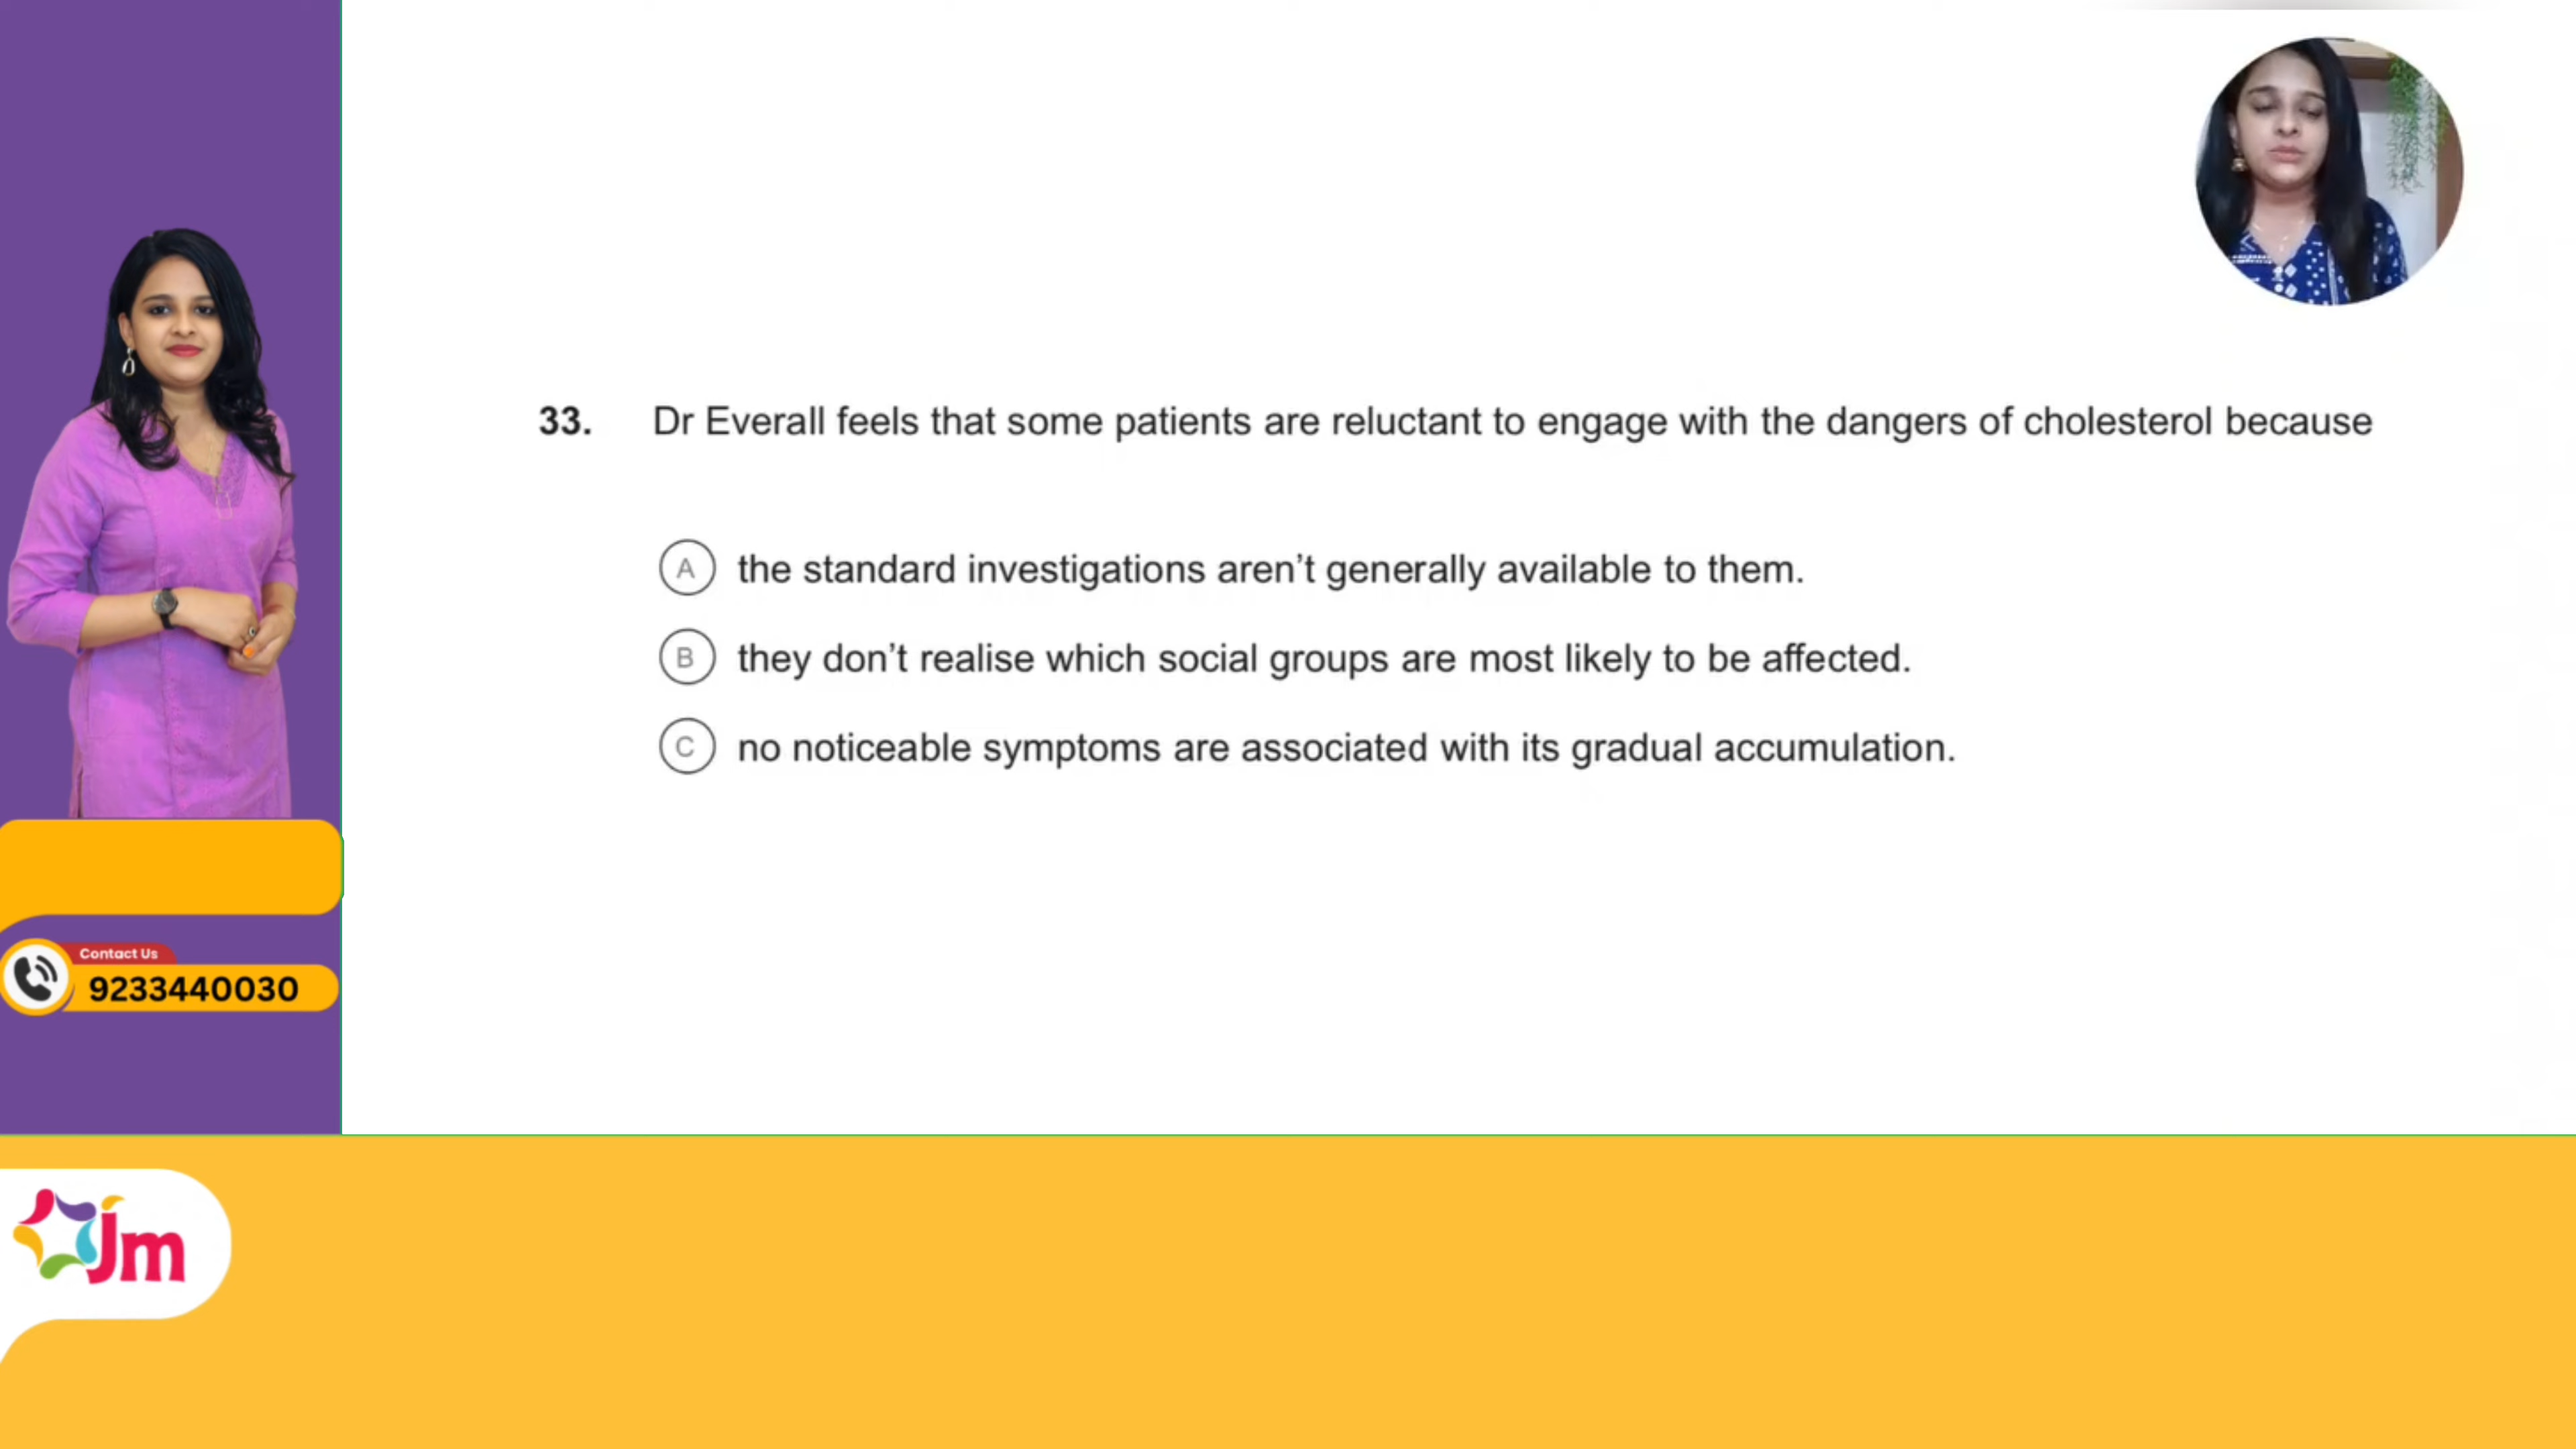 33. Dr Everall feels that some patients are reluctant to engage with the dangers of cholesterol because
A the standard investigations aren't generally available to them.
B they don't realise which social groups are most likely to be affected.
C no noticeable symptoms are associated with its gradual accumulation.
Contact Us
9233440030
Jm